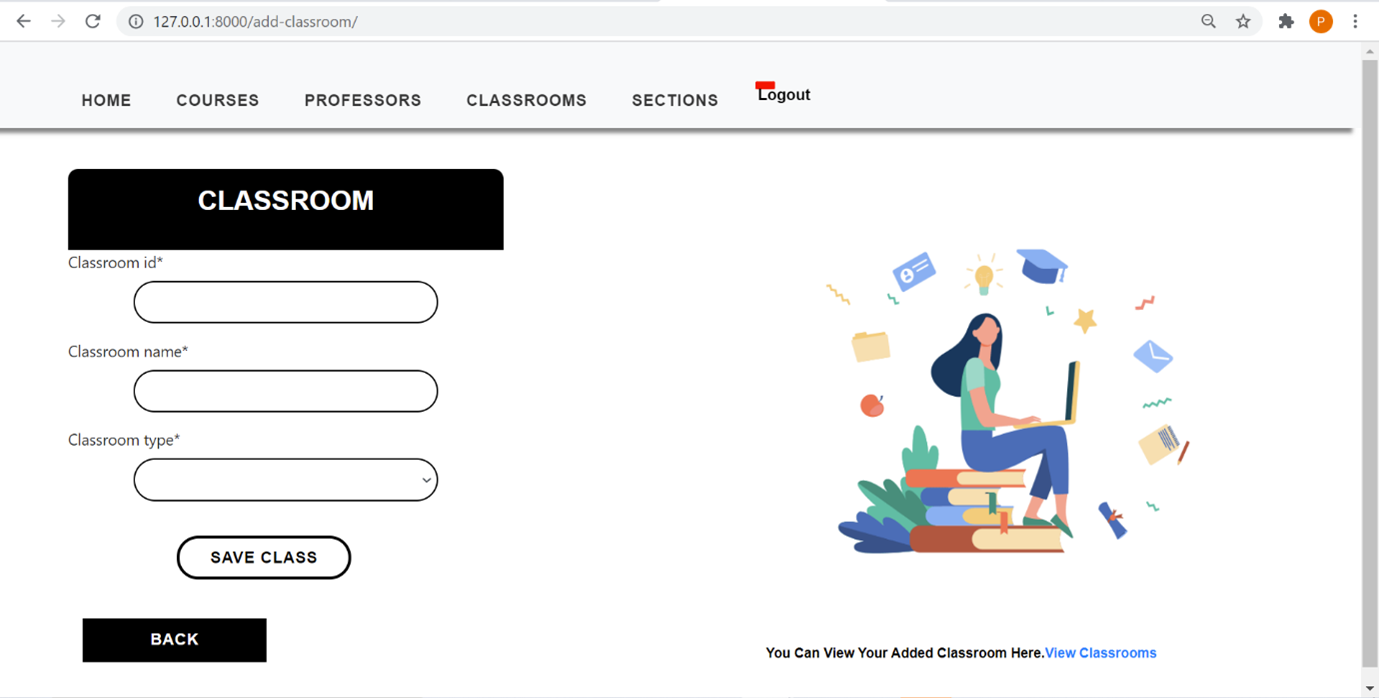 127.0.0.1:8000/add-classroom/
P
HOME COURSES PROFESSORS CLASSROOMS SECTIONS Logout
CLASSROOM
Classroom id*
Classroom name*
Classroom type*
SAVE CLASS
BACK
You Can View Your Added Classroom Here.View Classrooms